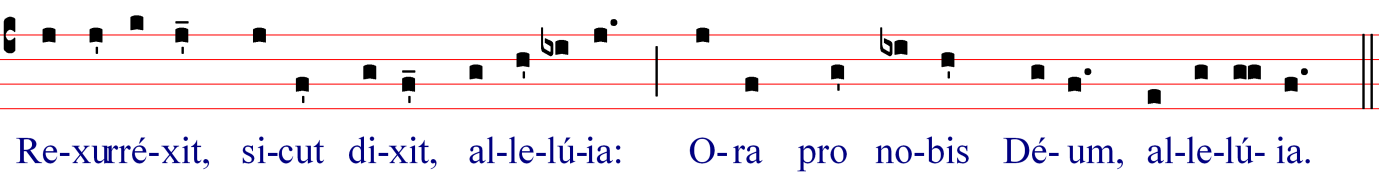 Re-xurré-xit, si-cut di-xit, al-le-lú-ia: O-ra pro no-bis Dé-um, al-le-lú-ia.